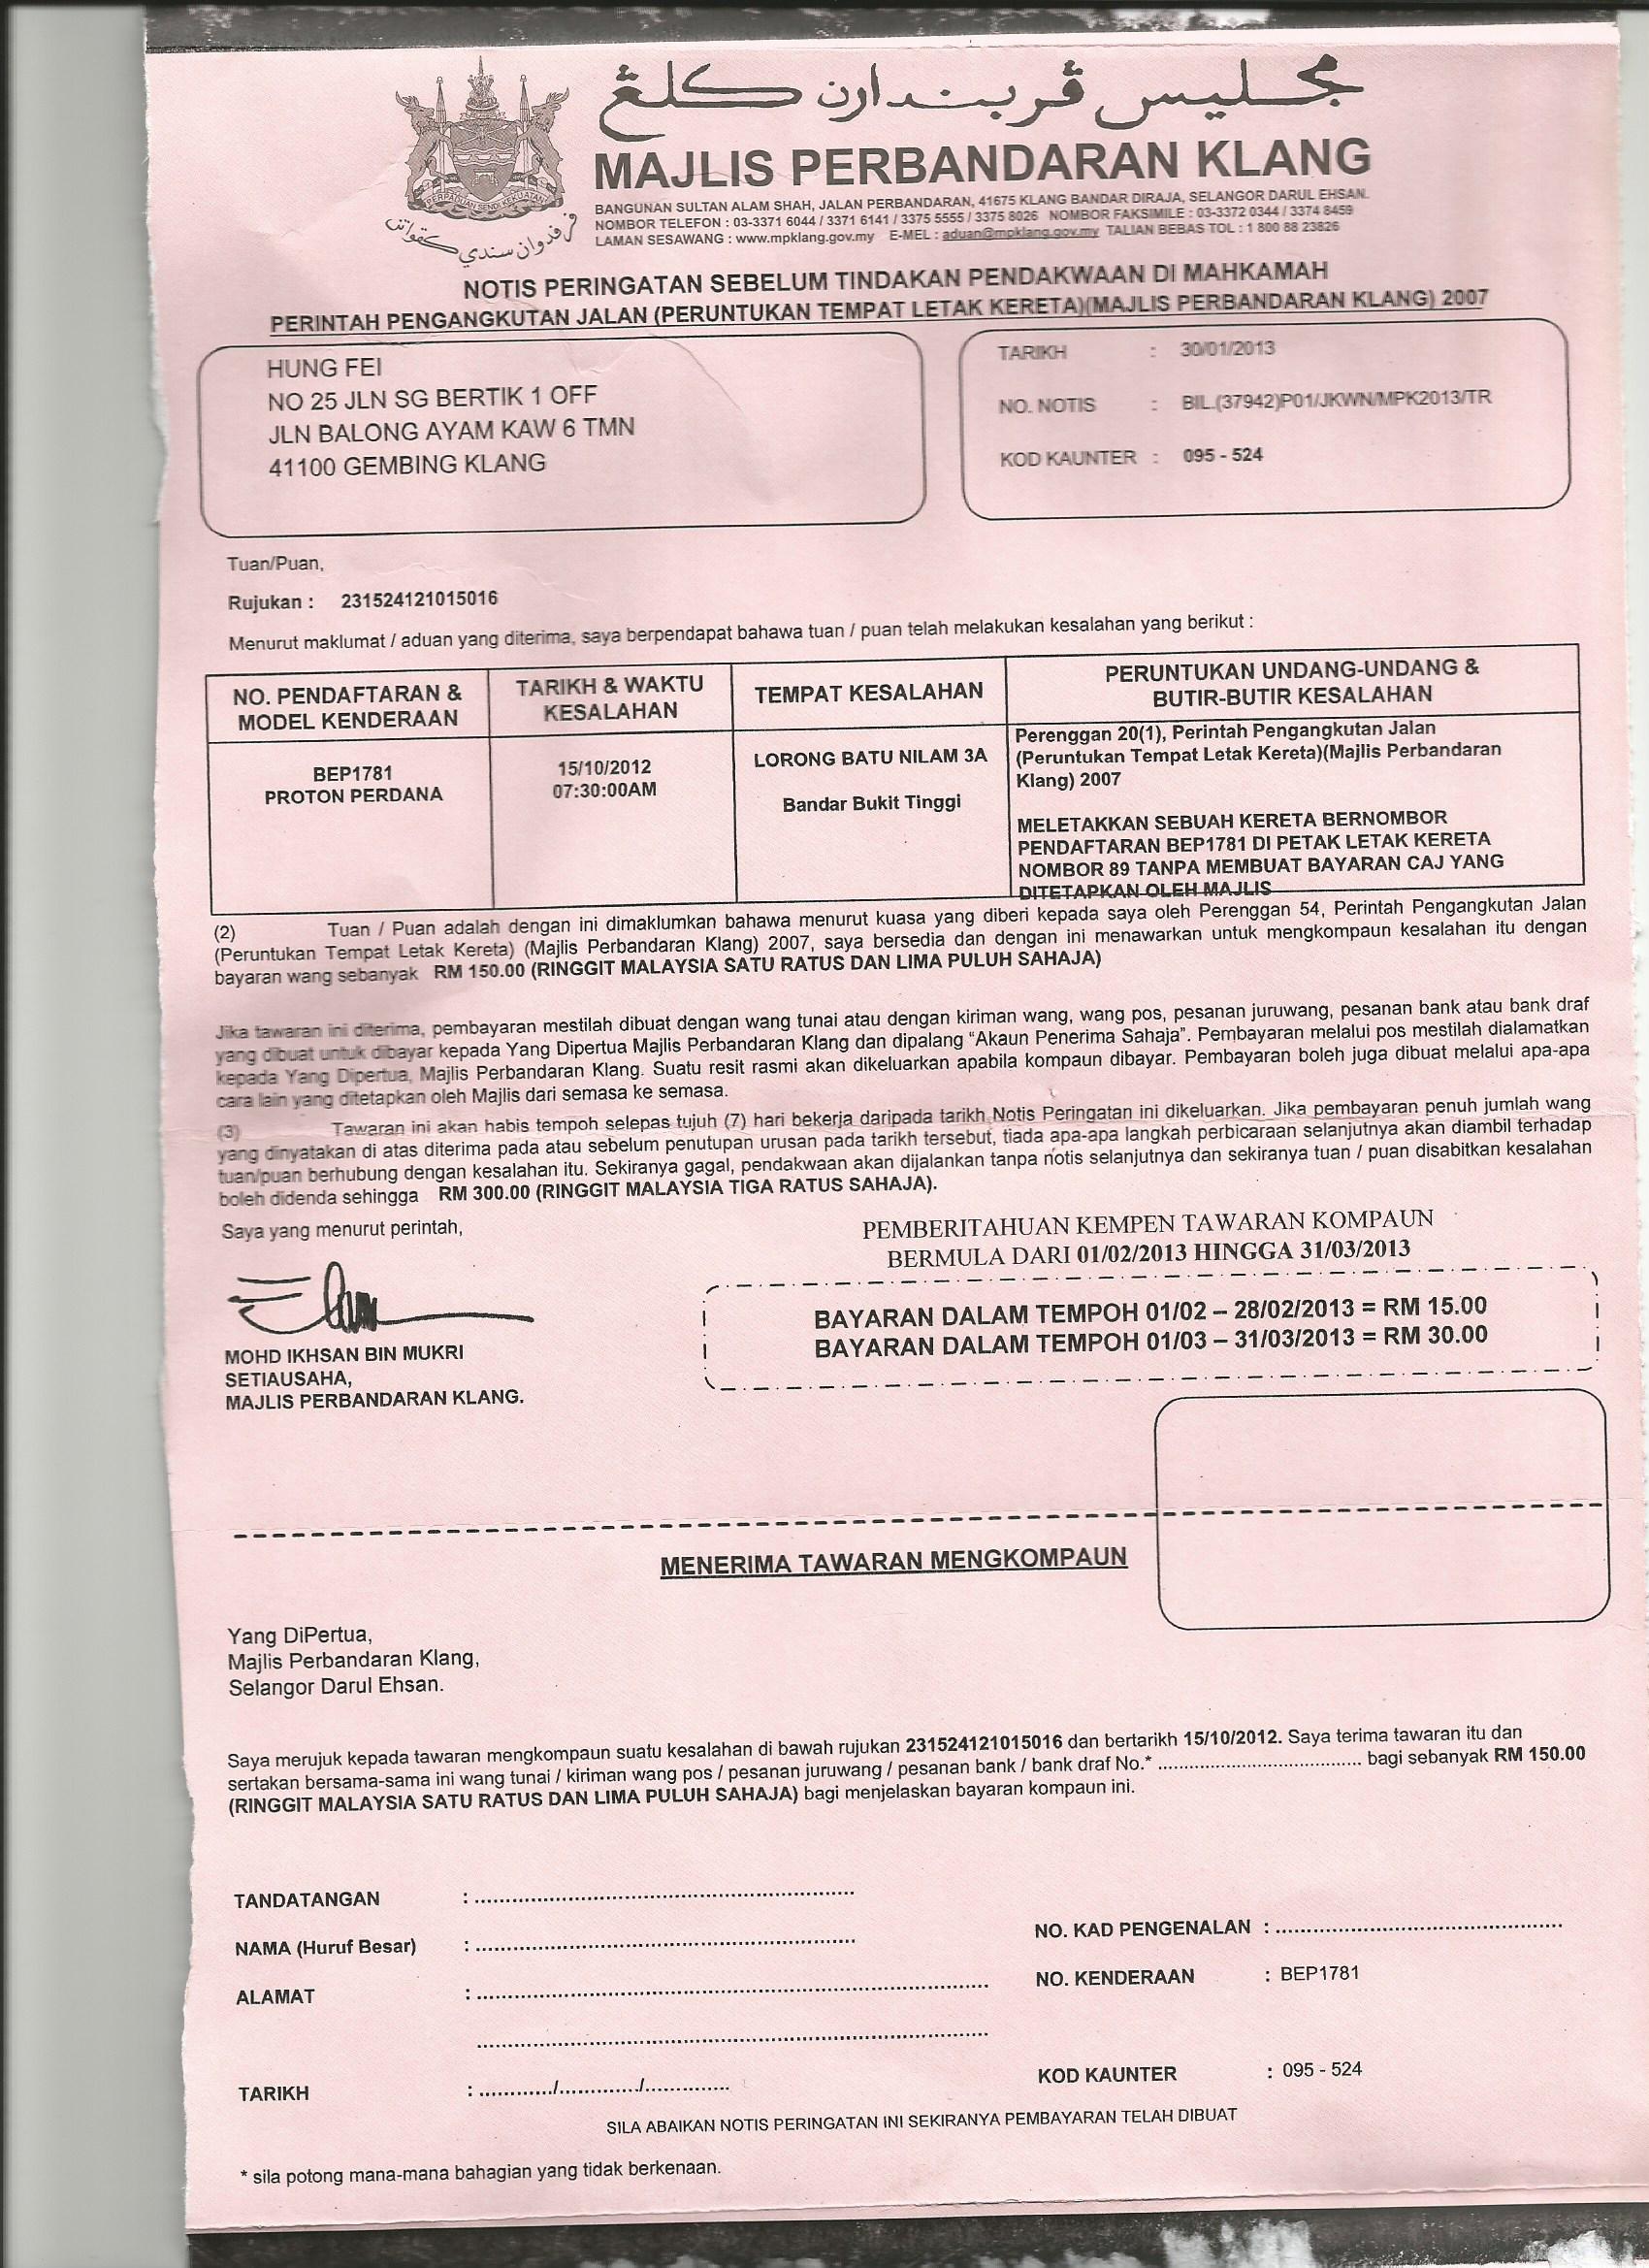 مجليس ڤربندارن كلڠ
MAJLIS PERBANDARAN KLANG
BANGUNAN SULTAN ALAM SHAH, JALAN PERBANDARAN, 41675 KLANG BANDAR DIRAJA, SELANGOR DARUL EHSAN.
NOMBOR TELEFON : 03-3371 6044 / 3371 6141 / 3375 5555 / 3375 8026 NOMBOR FAKSIMILE : 03-3372 0344 / 3374 8459
LAMAN SESAWANG : www.mpklang.gov.my E-MEL : aduan@mpklang.gov.my TALIAN BEBAS TOL : 1 800 88 23826
PERPADUAN SENDI KEKUATAN
ڤرڤدوان سندي ككواتن
NOTIS PERINGATAN SEBELUM TINDAKAN PENDAKWAAN DI MAHKAMAH
PERINTAH PENGANGKUTAN JALAN (PERUNTUKAN TEMPAT LETAK KERETA)(MAJLIS PERBANDARAN KLANG) 2007
HUNG FEI
NO 25 JLN SG BERTIK 1 OFF
JLN BALONG AYAM KAW 6 TMN
41100 GEMBING KLANG
TARIKH : 30/01/2013
NO. NOTIS : BIL.(37942)P01/JKWN/MPK2013/TR
KOD KAUNTER : 095 - 524
Tuan/Puan,
Rujukan : 231524121015016
Menurut maklumat / aduan yang diterima, saya berpendapat bahawa tuan / puan telah melakukan kesalahan yang berikut :
NO. PENDAFTARAN &
MODEL KENDERAAN
TARIKH & WAKTU
KESALAHAN
TEMPAT KESALAHAN
PERUNTUKAN UNDANG-UNDANG &
BUTIR-BUTIR KESALAHAN
BEP1781
PROTON PERDANA
15/10/2012
07:30:00AM
LORONG BATU NILAM 3A
Bandar Bukit Tinggi
Perenggan 20(1), Perintah Pengangkutan Jalan
(Peruntukan Tempat Letak Kereta)(Majlis Perbandaran
Klang) 2007
MELETAKKAN SEBUAH KERETA BERNOMBOR
PENDAFTARAN BEP1781 DI PETAK LETAK KERETA
NOMBOR 89 TANPA MEMBUAT BAYARAN CAJ YANG
DITETAPKAN OLEH MAJLIS
(2) Tuan / Puan adalah dengan ini dimaklumkan bahawa menurut kuasa yang diberi kepada saya oleh Perenggan 54, Perintah Pengangkutan Jalan
(Peruntukan Tempat Letak Kereta) (Majlis Perbandaran Klang) 2007, saya bersedia dan dengan ini menawarkan untuk mengkompaun kesalahan itu dengan
bayaran wang sebanyak RM 150.00 (RINGGIT MALAYSIA SATU RATUS DAN LIMA PULUH SAHAJA)
Jika tawaran ini diterima, pembayaran mestilah dibuat dengan wang tunai atau dengan kiriman wang, wang pos, pesanan juruwang, pesanan bank atau bank draf
yang dibuat untuk dibayar kepada Yang Dipertua Majlis Perbandaran Klang dan dipalang “Akaun Penerima Sahaja”. Pembayaran melalui pos mestilah dialamatkan
kepada Yang Dipertua, Majlis Perbandaran Klang. Suatu resit rasmi akan dikeluarkan apabila kompaun dibayar. Pembayaran boleh juga dibuat melalui apa-apa
cara lain yang ditetapkan oleh Majlis dari semasa ke semasa.
(3) Tawaran ini akan habis tempoh selepas tujuh (7) hari bekerja daripada tarikh Notis Peringatan ini dikeluarkan. Jika pembayaran penuh jumlah wang
yang dinyatakan di atas diterima pada atau sebelum penutupan urusan pada tarikh tersebut, tiada apa-apa langkah perbicaraan selanjutnya akan diambil terhadap
tuan/puan berhubung dengan kesalahan itu. Sekiranya gagal, pendakwaan akan dijalankan tanpa notis selanjutnya dan sekiranya tuan / puan disabitkan kesalahan
boleh didenda sehingga RM 300.00 (RINGGIT MALAYSIA TIGA RATUS SAHAJA).
Saya yang menurut perintah,
MOHD IKHSAN BIN MUKRI
SETIAUSAHA,
MAJLIS PERBANDARAN KLANG.
PEMBERITAHUAN KEMPEN TAWARAN KOMPAUN
BERMULA DARI 01/02/2013 HINGGA 31/03/2013
BAYARAN DALAM TEMPOH 01/02 – 28/02/2013 = RM 15.00
BAYARAN DALAM TEMPOH 01/03 – 31/03/2013 = RM 30.00
MENERIMA TAWARAN MENGKOMPAUN
Yang DiPertua,
Majlis Perbandaran Klang,
Selangor Darul Ehsan.
Saya merujuk kepada tawaran mengkompaun suatu kesalahan di bawah rujukan 231524121015016 dan bertarikh 15/10/2012. Saya terima tawaran itu dan
sertakan bersama-sama ini wang tunai / kiriman wang pos / pesanan juruwang / pesanan bank / bank draf No.* .................................. bagi sebanyak RM 150.00
(RINGGIT MALAYSIA SATU RATUS DAN LIMA PULUH SAHAJA) bagi menjelaskan bayaran kompaun ini.
TANDATANGAN : ..............................................................
NAMA (Huruf Besar) : ..............................................................
ALAMAT : ....................................................................................
....................................................................................
TARIKH : ............/............../..............
NO. KAD PENGENALAN : ...............................................
NO. KENDERAAN : BEP1781
KOD KAUNTER : 095 - 524
SILA ABAIKAN NOTIS PERINGATAN INI SEKIRANYA PEMBAYARAN TELAH DIBUAT
* sila potong mana-mana bahagian yang tidak berkenaan.